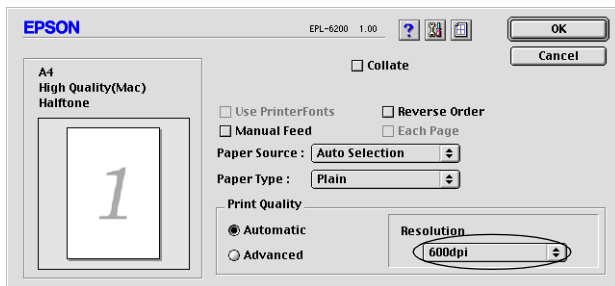 EPSON
EPL-6200 1.00
OK
Cancel
A4
High Quality(Mac)
Halftone
1
Collate
Use PrinterFonts
Reverse Order
Manual Feed
Each Page
Paper Source : Auto Selection
Paper Type : Plain
Print Quality
Automatic
Advanced
Resolution
600dpi